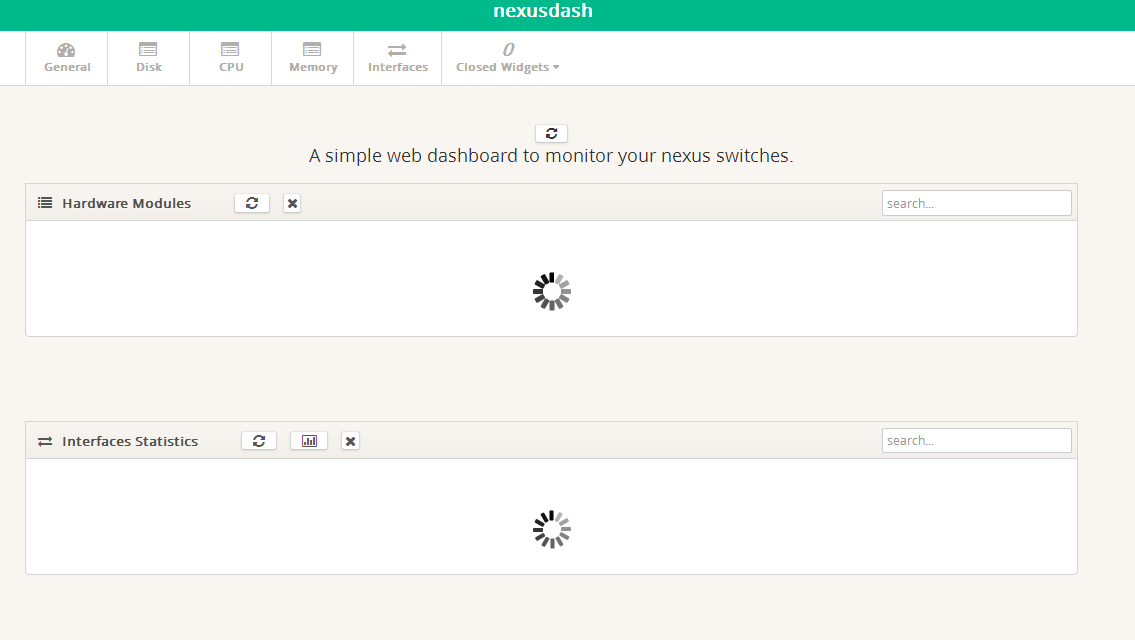 nexusdash
General Disk CPU Memory Interfaces 0 Closed Widgets
A simple web dashboard to monitor your nexus switches.
Hardware Modules search...
Interfaces Statistics search...